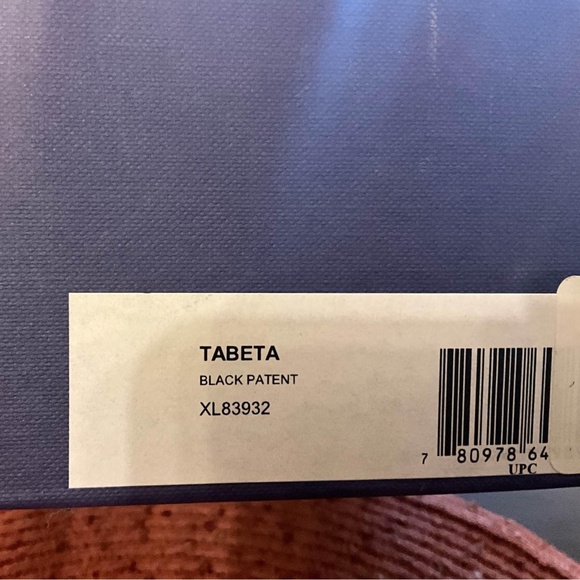 TABETA
BLACK PATENT
XL83932
7 80978 64
UPC